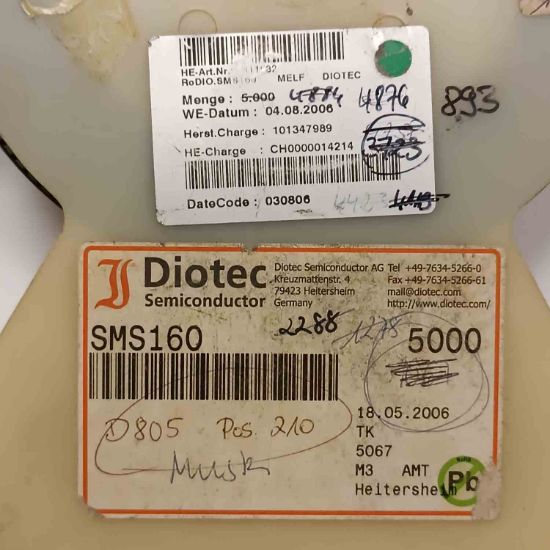 RoDIO.SMS160 MELF DIOTEC
Menge : 5.000 4884 4876
WE-Datum : 04.08.2006
893
Herst.Charge : 101347989
HE-Charge : CH0000014214
DateCode : 030806 4423
Diotec
Semiconductor
Diotec Semiconductor AG Tel +49-7634-5266-0
Kreuzmattenstr. 4 Fax +49-7634-5266-61
79423 Heitersheim mail@diotec.com
Germany http://www.diotec.com/
2288 1278
SMS160 5000
D805 Pos. 210
18.05.2006
TK
5067
M3 AMT
Heitersheim
Pb